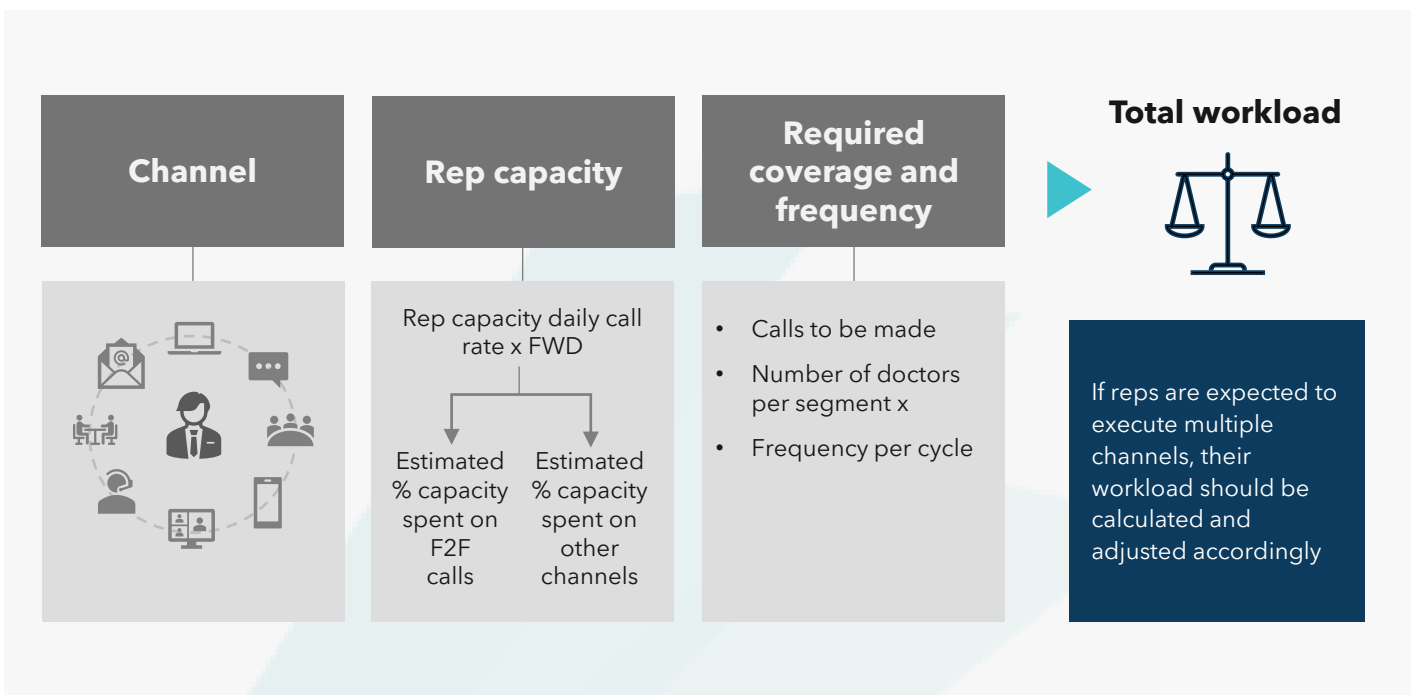 Channel
Rep capacity
Required
coverage and
frequency
Total workload
@
Rep capacity daily call
rate x FWD
Estimated
% capacity
spent on
F2F
calls
Estimated
% capacity
spent on
other
channels
• Calls to be made
• Number of doctors
per segment x
• Frequency per cycle
If reps are expected to
execute multiple
channels, their
workload should be
calculated and
adjusted accordingly